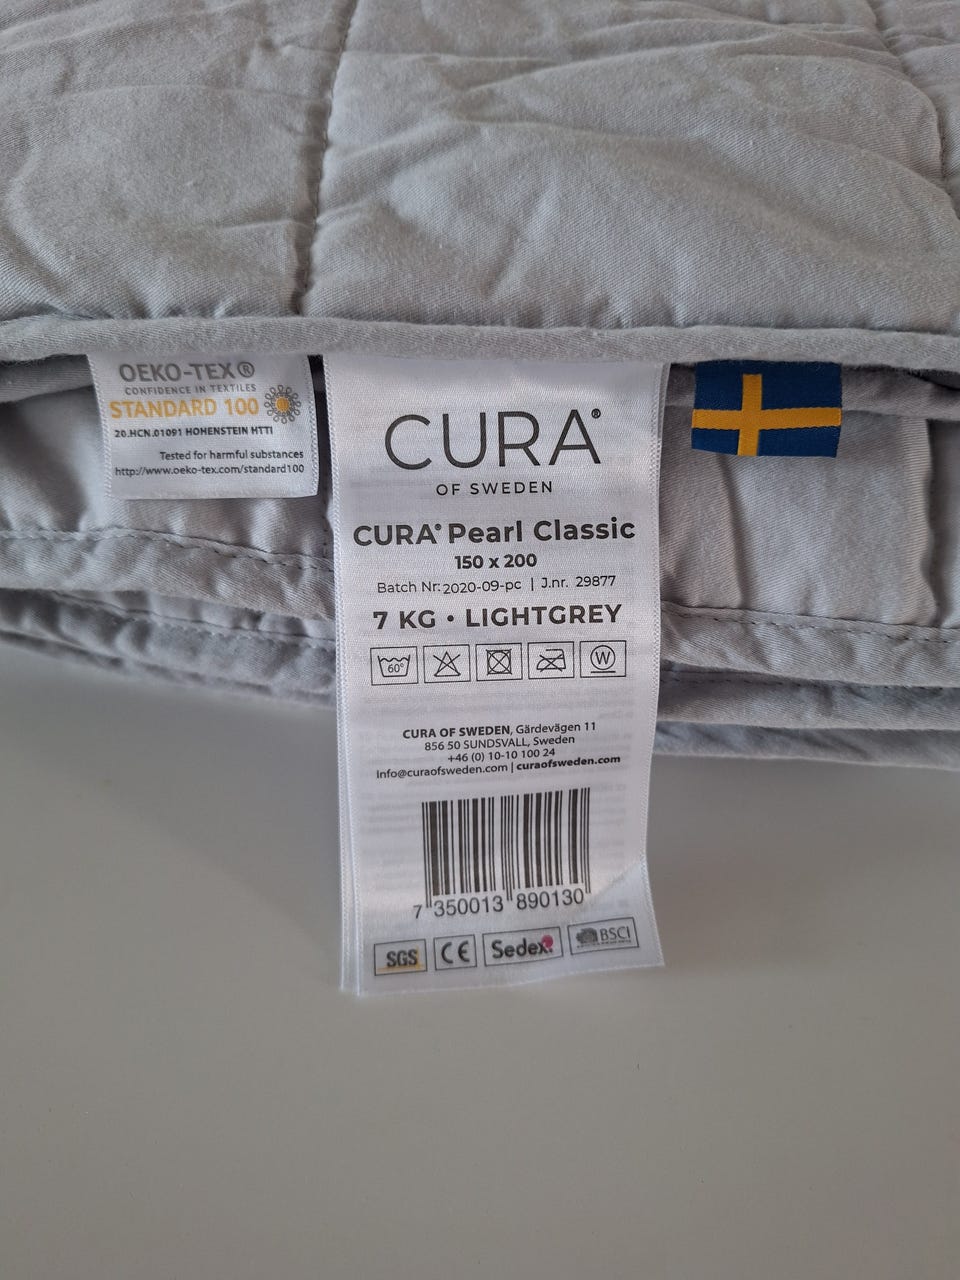 OEKO-TEX®
CONFIDENCE IN TEXTILES
STANDARD 100
20.HCN.01091 HOHENSTEIN HTTI
Tested for harmful substances
http://www.oeko-tex.com/standard100
CURA®
OF SWEDEN
CURA® Pearl Classic
150 x 200
Batch Nr: 2020-09-pc | J.nr. 29877
7 KG • LIGHTGREY
60°
W
CURA OF SWEDEN, Gärdevägen 11
856 50 SUNDSVALL, Sweden
+46 (0) 10-10 100 24
Info@curaofsweden.com | curaofsweden.com
7 350013 890130
SGS CE Sedex. BSCI